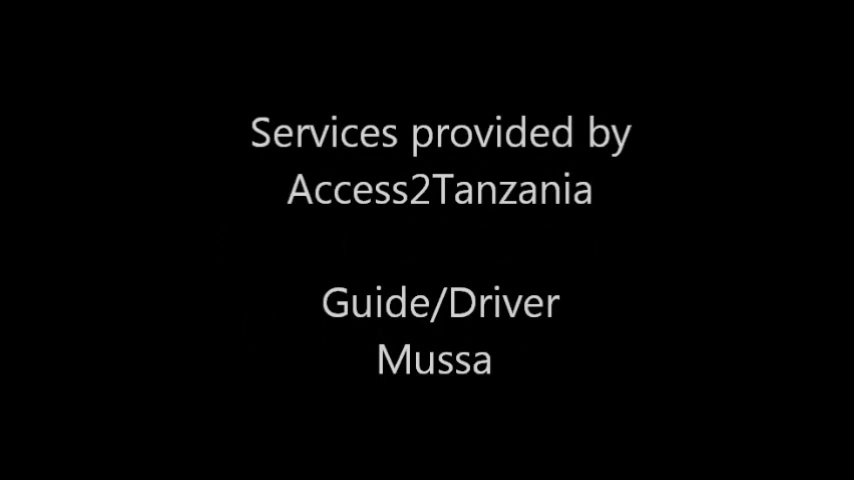 Services provided by
Access2Tanzania
Guide/Driver
Mussa